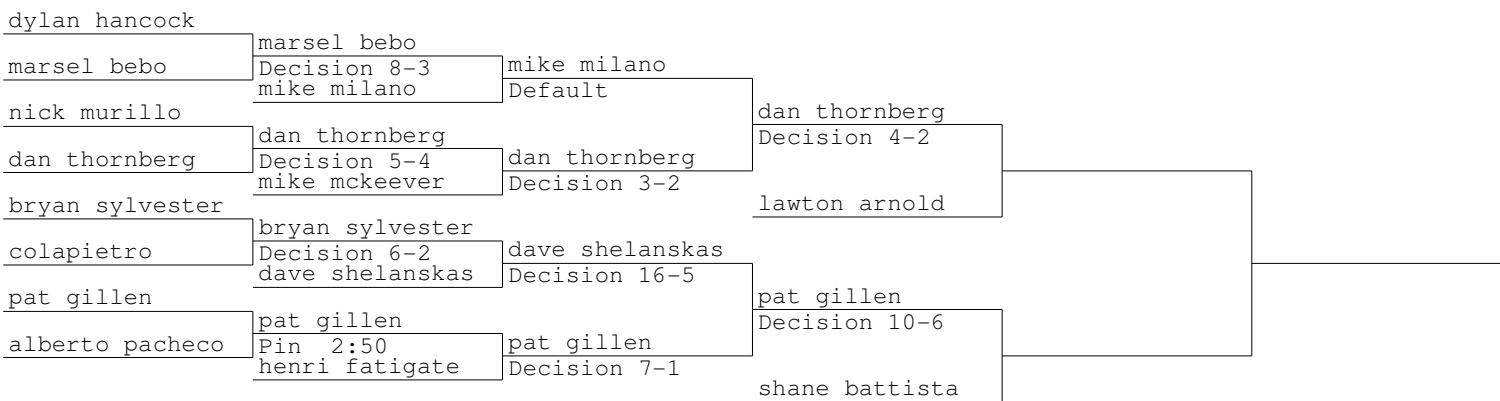 dylan hancock
marsel bebo
marsel bebo
Decision 8-3
mike milano
mike milano
Default
nick murillo
dan thornberg
dan thornberg
Decision 5-4
mike mckeever
dan thornberg
Decision 3-2
dan thornberg
Decision 4-2
lawton arnold
bryan sylvester
colapietro
bryan sylvester
Decision 6-2
dave shelanskas
dave shelanskas
Decision 16-5
pat gillen
alberto pacheco
pat gillen
Pin 2:50
henri fatigate
pat gillen
Decision 7-1
pat gillen
Decision 10-6
shane battista